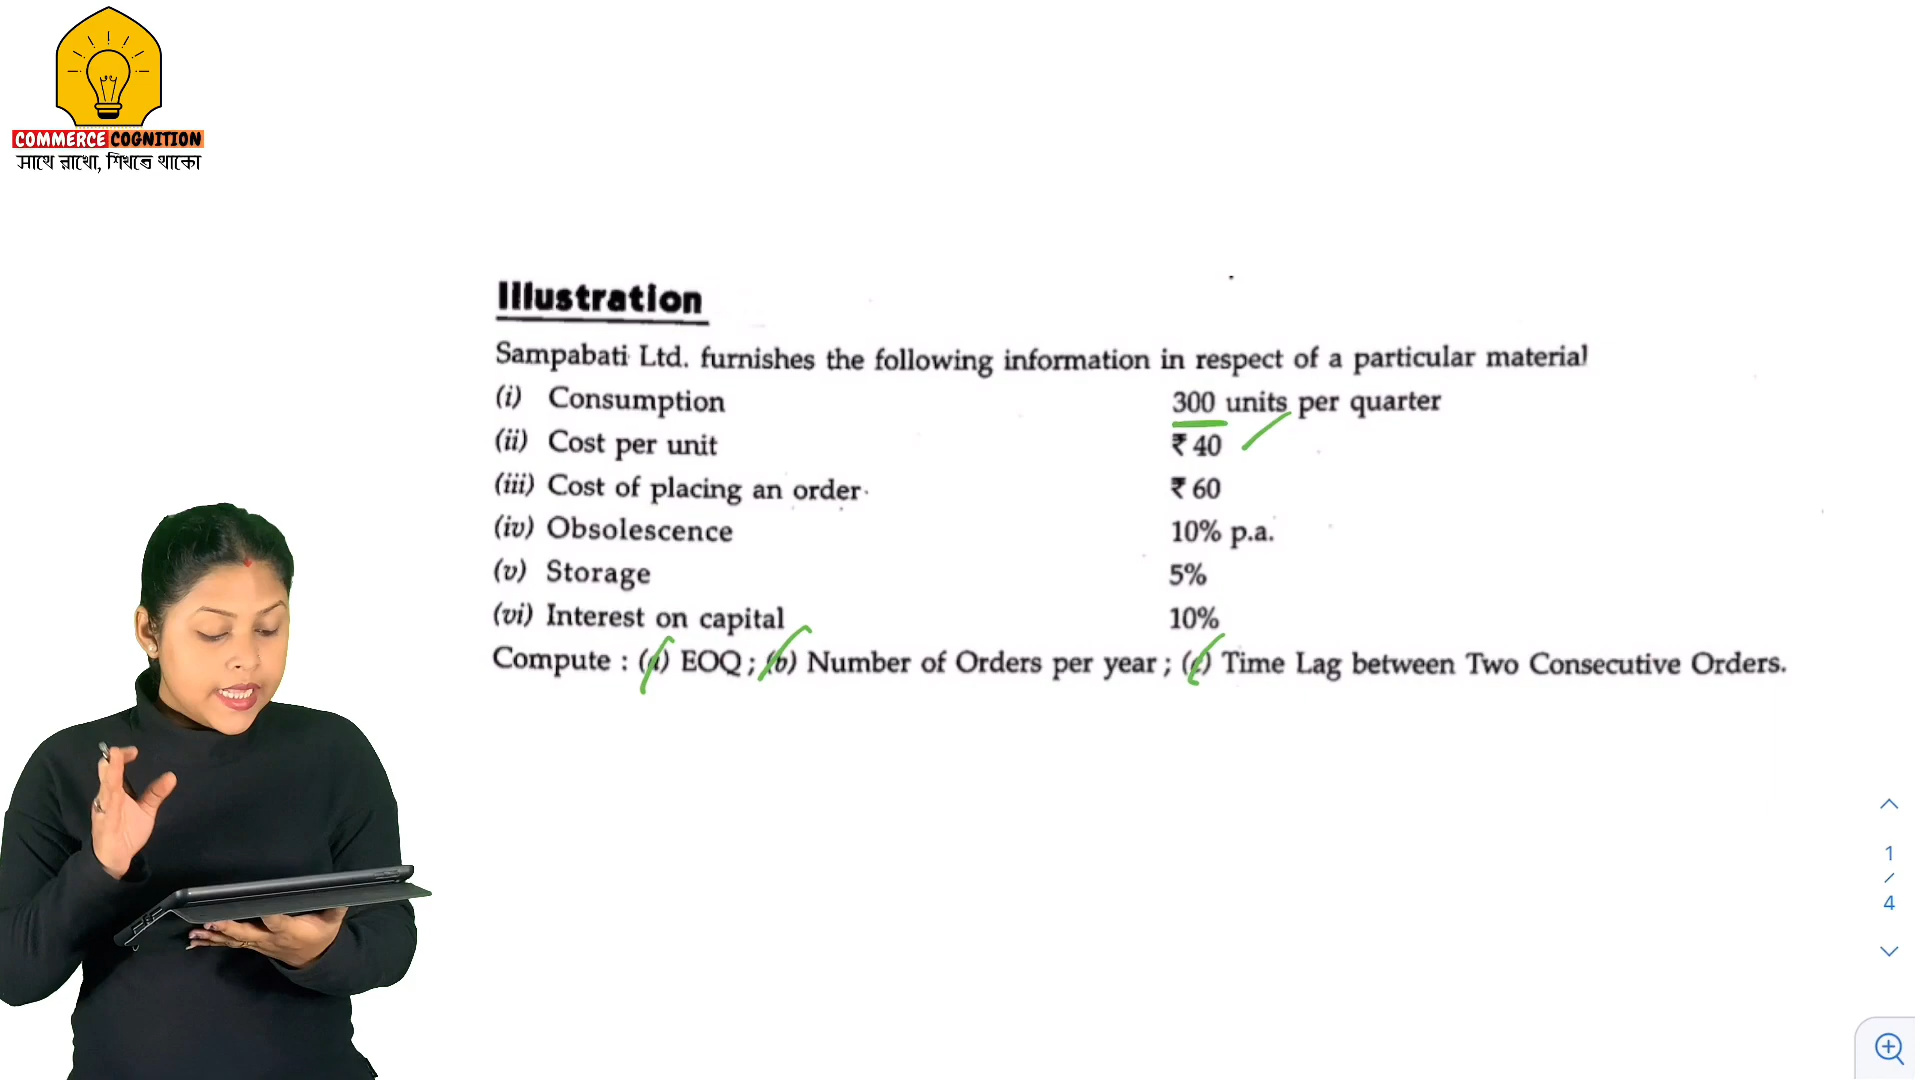 COMMERCE COGNITION
সাথে রাখো, শিখতে থাকো
Illustration
Sampabati Ltd. furnishes the following information in respect of a particular material
(i) Consumption 300 units per quarter
(ii) Cost per unit ₹ 40
(iii) Cost of placing an order ₹ 60
(iv) Obsolescence 10% p.a.
(v) Storage 5%
(vi) Interest on capital 10%
Compute : (a) EOQ ; (b) Number of Orders per year ; (c) Time Lag between Two Consecutive Orders.
1
/
4